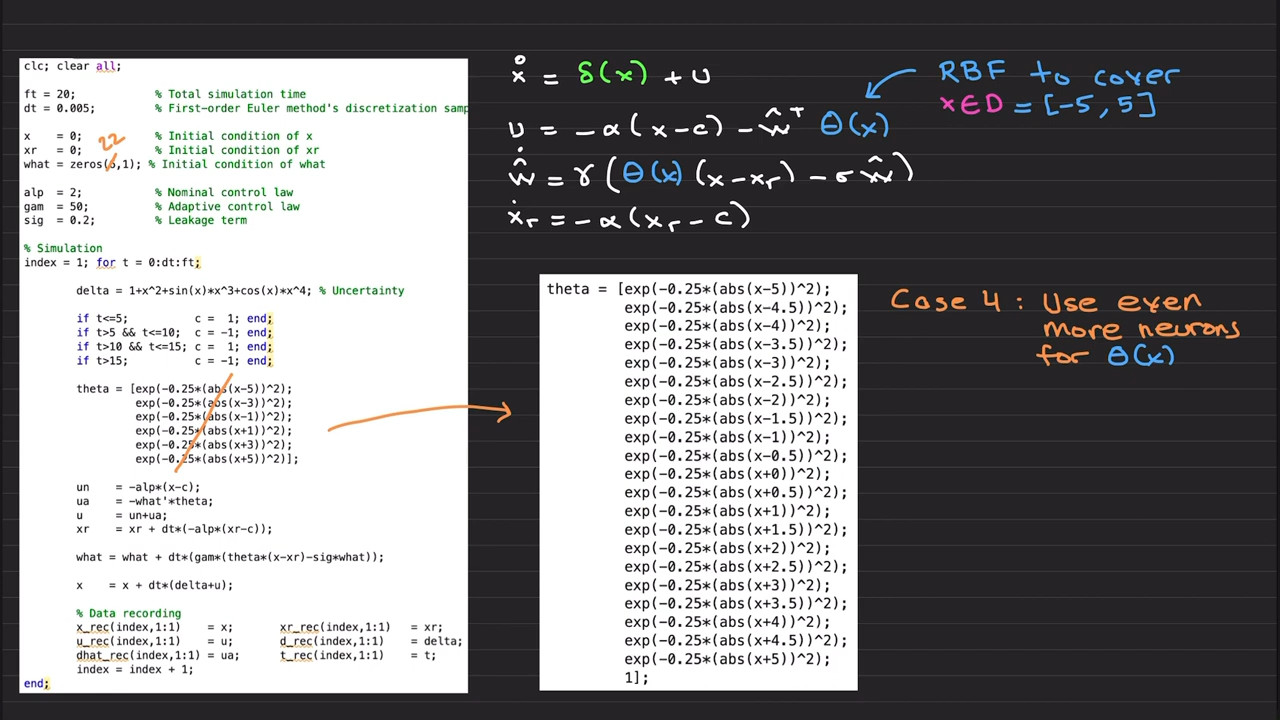 clc; clear all;
ft = 20; % Total simulation time
dt = 0.005; % First-order Euler method's discretization samp
x = 0; % Initial condition of x
xr = 0; % Initial condition of xr
22
what = zeros(6,1); % Initial condition of what
alp = 2; % Nominal control law
gam = 50; % Adaptive control law
sig = 0.2; % Leakage term
% Simulation
index = 1; for t = 0:dt:ft;
delta = 1+x^2+sin(x)*x^3+cos(x)*x^4; % Uncertainty
if t<=5; c = 1; end;
if t>5 && t<=10; c = -1; end;
if t>10 && t<=15; c = 1; end;
if t>15; c = -1; end;
theta = [exp(-0.25*(abs(x-5))^2);
exp(-0.25*(abs(x-3))^2);
exp(-0.25*(abs(x-1))^2);
exp(-0.25*(abs(x+1))^2);
exp(-0.25*(abs(x+3))^2);
exp(-0.25*(abs(x+5))^2)];
un = -alp*(x-c);
ua = -what'*theta;
u = un+ua;
xr = xr + dt*(-alp*(xr-c));
what = what + dt*(gam*(theta*(x-xr)-sig*what));
x = x + dt*(delta+u);
% Data recording
x_rec(index,1:1) = x; xr_rec(index,1:1) = xr;
u_rec(index,1:1) = u; d_rec(index,1:1) = delta;
dhat_rec(index,1:1) = ua; t_rec(index,1:1) = t;
index = index + 1;
end;
ẋ = δ(x) + u
u = -α(x-c) - ŵᵀ θ(x)
ŵ̇ = γ(θ(x)(x-xᵣ) - σŵ)
ẋᵣ = -α(xᵣ-c)
RBF to cover
x∈D = [-5, 5]
theta = [exp(-0.25*(abs(x-5))^2);
exp(-0.25*(abs(x-4.5))^2);
exp(-0.25*(abs(x-4))^2);
exp(-0.25*(abs(x-3.5))^2);
exp(-0.25*(abs(x-3))^2);
exp(-0.25*(abs(x-2.5))^2);
exp(-0.25*(abs(x-2))^2);
exp(-0.25*(abs(x-1.5))^2);
exp(-0.25*(abs(x-1))^2);
exp(-0.25*(abs(x-0.5))^2);
exp(-0.25*(abs(x+0))^2);
exp(-0.25*(abs(x+0.5))^2);
exp(-0.25*(abs(x+1))^2);
exp(-0.25*(abs(x+1.5))^2);
exp(-0.25*(abs(x+2))^2);
exp(-0.25*(abs(x+2.5))^2);
exp(-0.25*(abs(x+3))^2);
exp(-0.25*(abs(x+3.5))^2);
exp(-0.25*(abs(x+4))^2);
exp(-0.25*(abs(x+4.5))^2);
exp(-0.25*(abs(x+5))^2);
1];
Case 4 : Use even
more neurons
for θ(x)